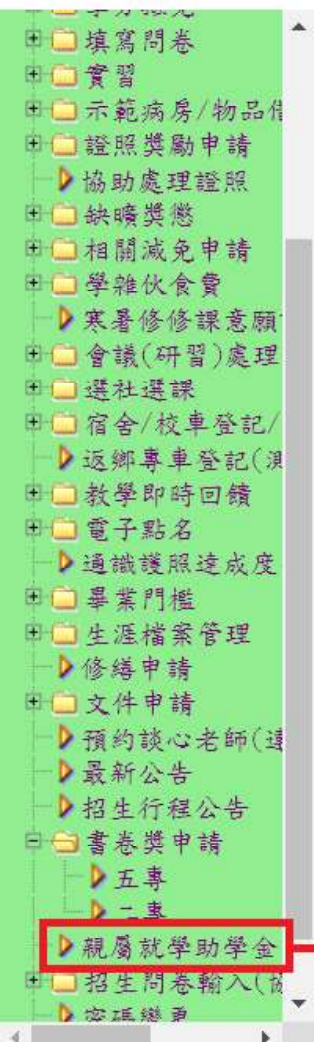 填寫問卷
實習
示範病房/物品借
證照獎勵申請
協助處理證照
缺曠獎懲
相關減免申請
學雜伙食費
寒暑修修課意願
會議(研習)處理
選社選課
宿舍/校車登記/
返鄉專車登記(測
教學即時回饋
電子點名
通識護照達成度
畢業門檻
生涯檔案管理
修繕申請
文件申請
預約談心老師(達
最新公告
招生行程公告
書卷獎申請
五專
二專
親屬就學助學金
招生問卷輸入(
密碼變更